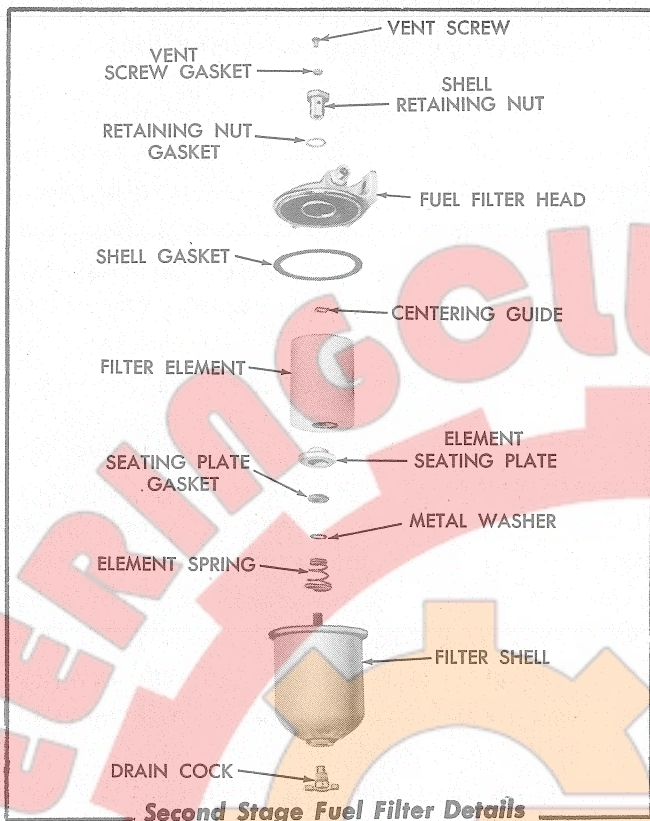 VENT SCREW
VENT
SCREW GASKET
SHELL
RETAINING NUT
RETAINING NUT
GASKET
FUEL FILTER HEAD
SHELL GASKET
CENTERING GUIDE
FILTER ELEMENT
ELEMENT
SEATING PLATE
SEATING PLATE
GASKET
METAL WASHER
ELEMENT SPRING
FILTER SHELL
DRAIN COCK
Second Stage Fuel Filter Details